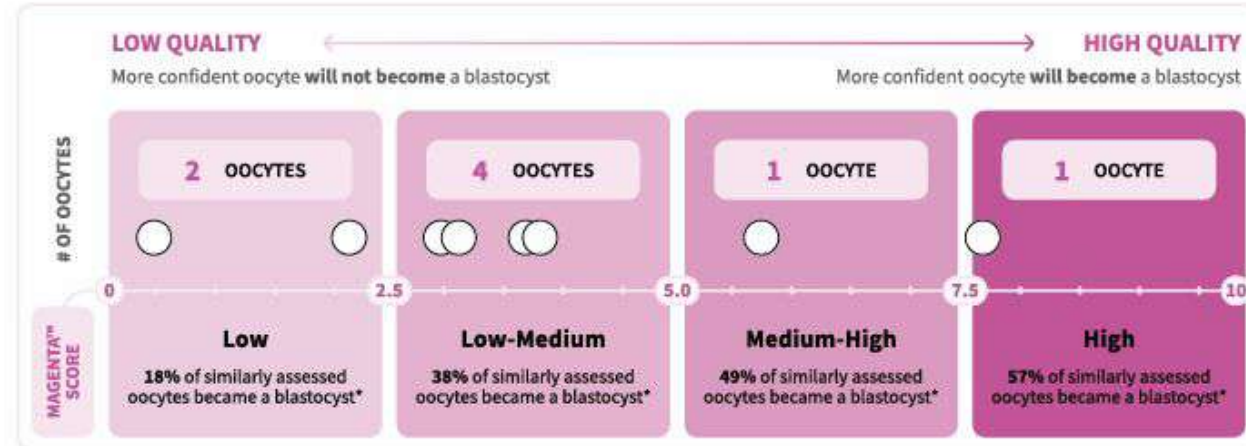 LOW QUALITY
HIGH QUALITY
More confident oocyte will not become a blastocyst
More confident oocyte will become a blastocyst
# OF OOCYTES
2 OOCYTES
4 OOCYTES
1 OOCYTE
1 OOCYTE
0
2.5
5.0
7.5
10
MAGENTA™
SCORE
Low
18% of similarly assessed
oocytes became a blastocyst*
Low-Medium
38% of similarly assessed
oocytes became a blastocyst*
Medium-High
49% of similarly assessed
oocytes became a blastocyst*
High
57% of similarly assessed
oocytes became a blastocyst*